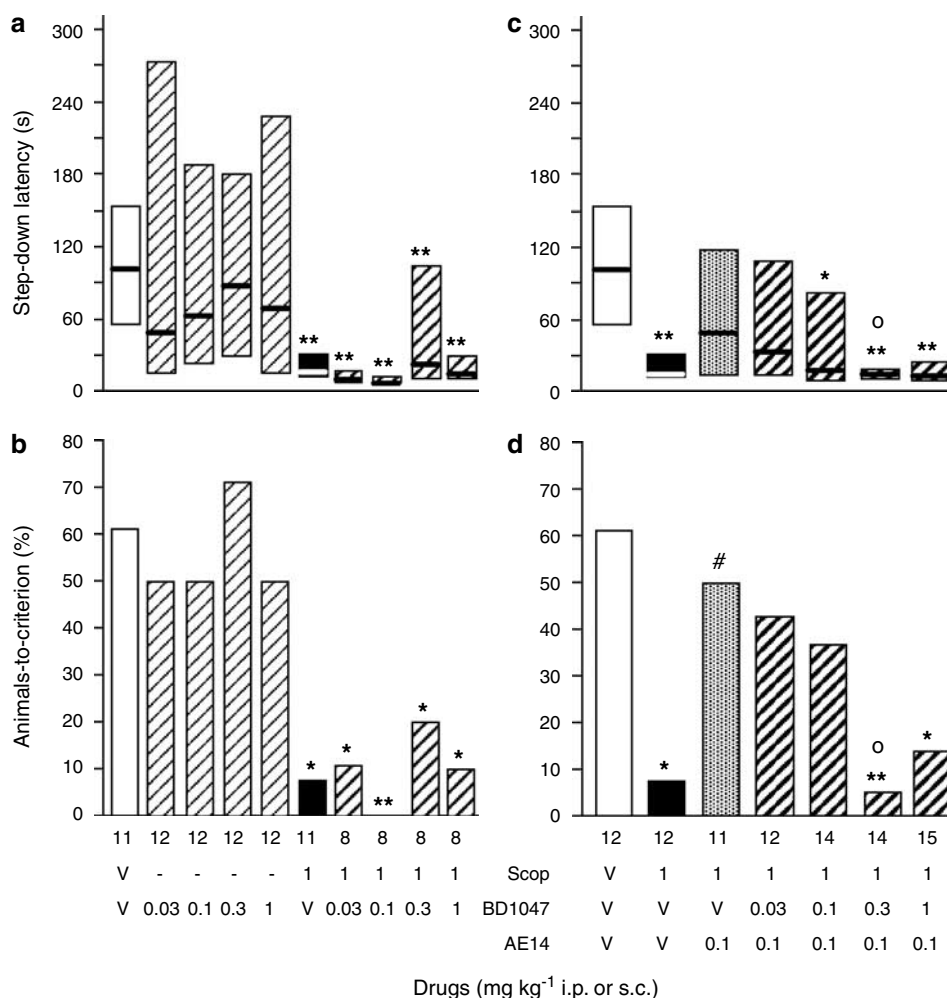 a
Step-down latency (s)
300
240
180
120
60
0
** ** ** ** **
c
300
240
180
120
60
0
** * o ** **
b
Animals-to-criterion (%)
80
70
60
50
40
30
20
10
0
* * ** * *
d
80
70
60
50
40
30
20
10
0
* # o ** *
11 12 12 12 12 11 8 8 8 8 12 12 11 12 14 14 15
V - - - - 1 1 1 1 1 Scop V 1 1 1 1 1 1
V 0.03 0.1 0.3 1 V 0.03 0.1 0.3 1 BD1047 V V V 0.03 0.1 0.3 1
AE14 V V 0.1 0.1 0.1 0.1 0.1
Drugs (mg kg⁻¹ i.p. or s.c.)